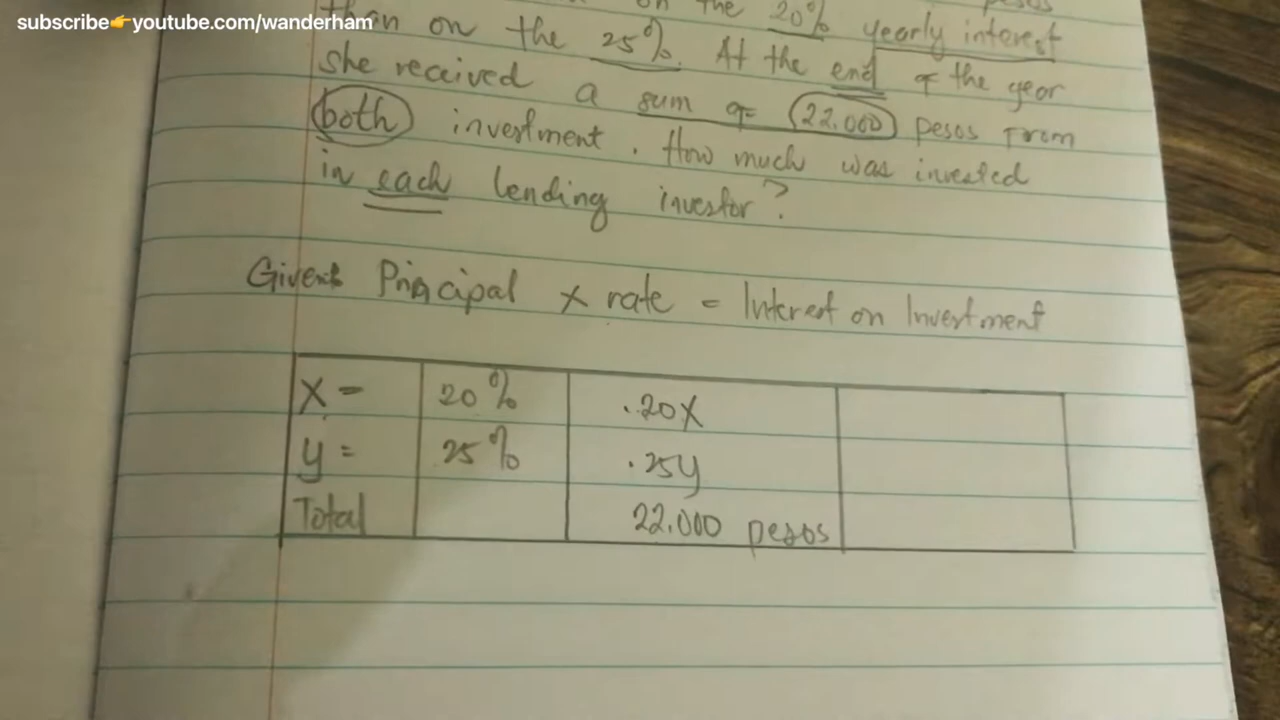 subscribe👉youtube.com/wanderham
on the 20% pesos
than on the 25%. At the end of the year yearly interest
she received a sum of 22.000 pesos From
both investment. How much was invested
in each lending investor?
Given: Principal x rate = Interest on Investment
X = 20% .20X
y = 25% .25y
Total 22.000 pesos